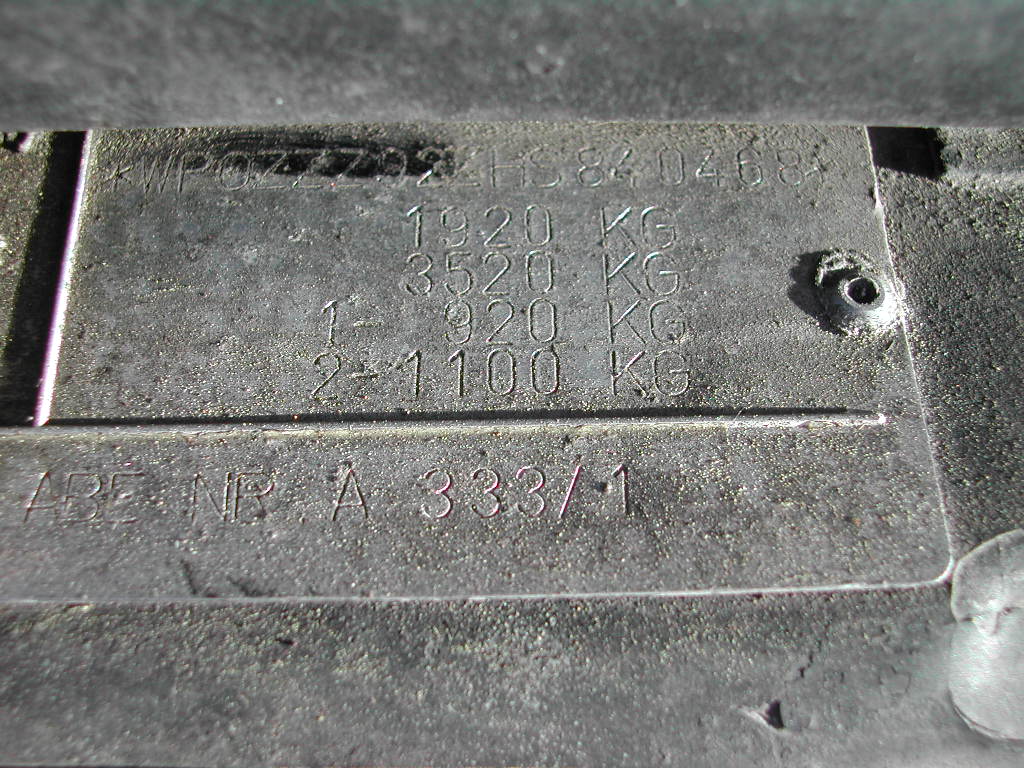 *WP0ZZZ92ZHS840468*
1920 KG
3520 KG
1- 920 KG
2-1100 KG
ABE NR. A 333/1